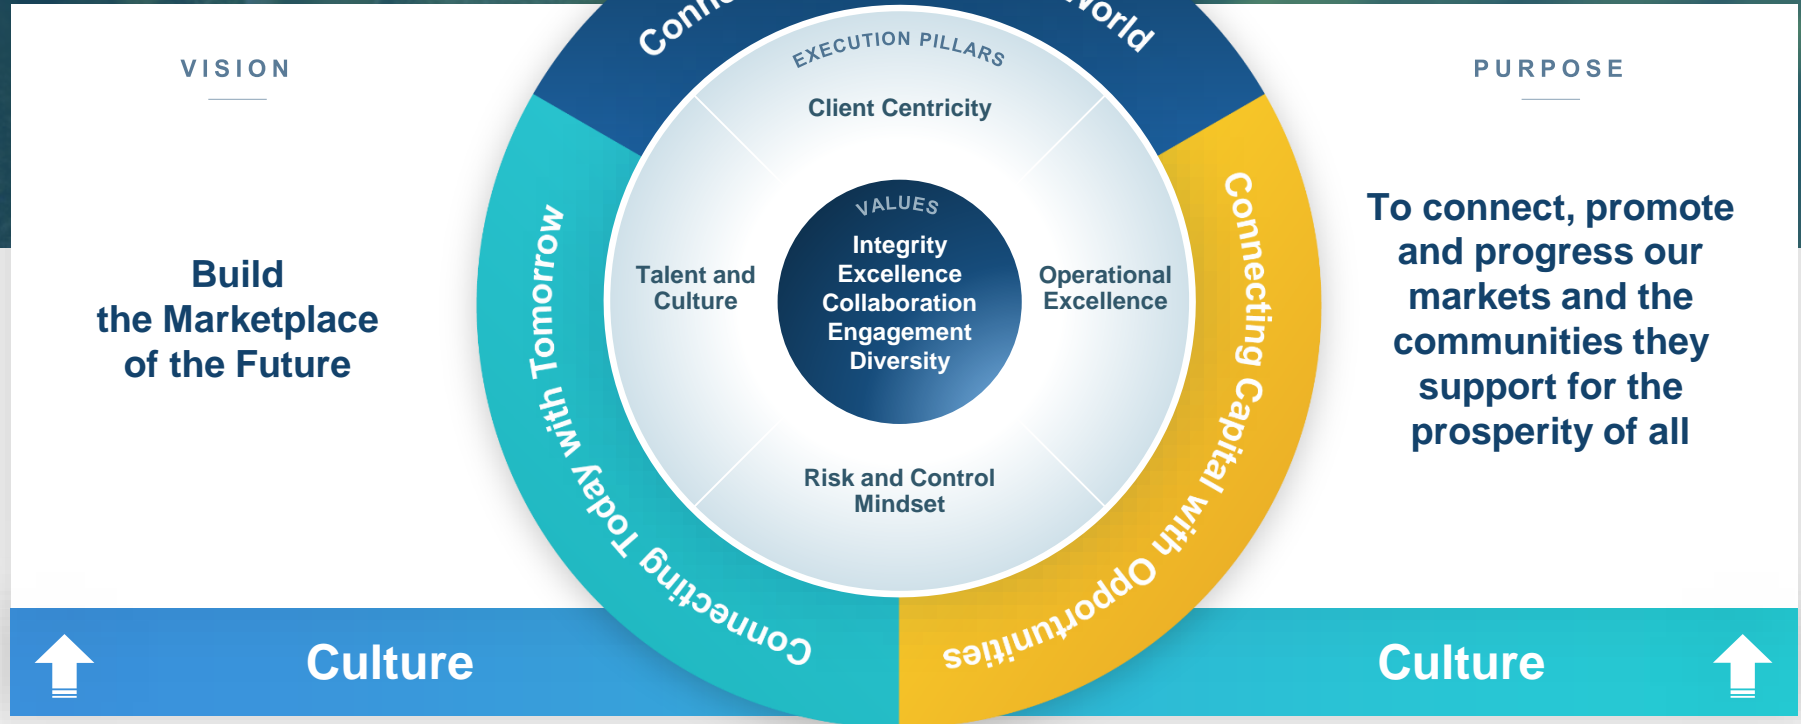 VISION
Build
the Marketplace
of the Future
World
EXECUTION PILLARS
Client Centricity
Talent and
Culture
VALUES
Integrity
Excellence
Collaboration
Engagement
Diversity
Operational
Excellence
Risk and Control
Mindset
Connecting Today with Tomorrow
Connecting Capital with Opportunities
PURPOSE
To connect, promote
and progress our
markets and the
communities they
support for the
prosperity of all
Culture
Culture